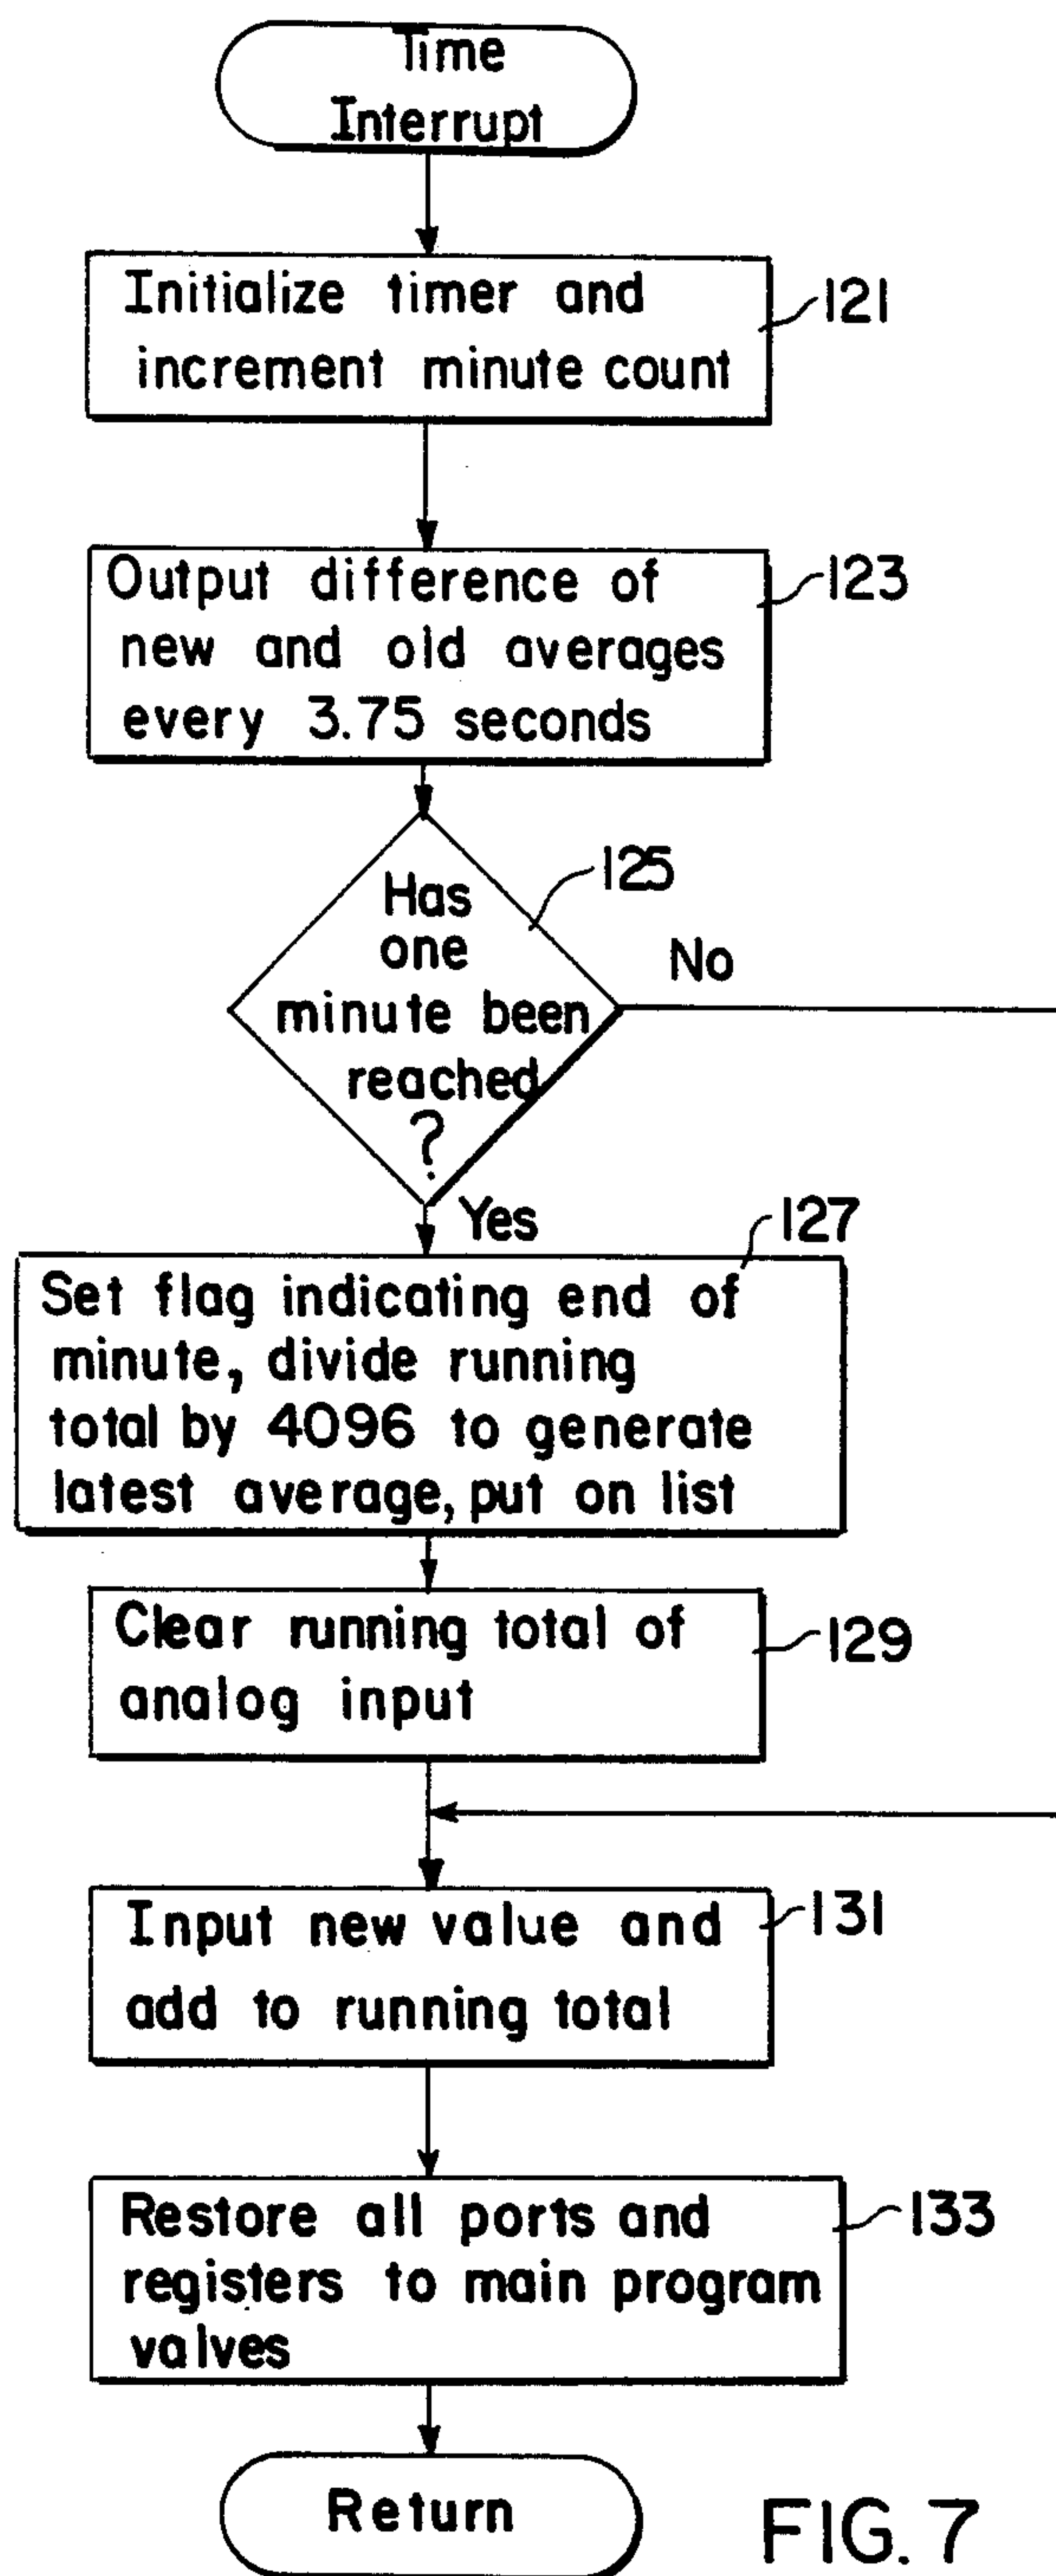 Time
Interrupt
Initialize timer and
increment minute count
121
Output difference of
new and old averages
every 3.75 seconds
123
Has
one
minute been
reached
?
125
No
Yes
127
Set flag indicating end of
minute, divide running
total by 4096 to generate
latest average, put on list
Clear running total of
analog input
129
Input new value and
add to running total
131
Restore all ports and
registers to main program
valves
133
Return
FIG. 7